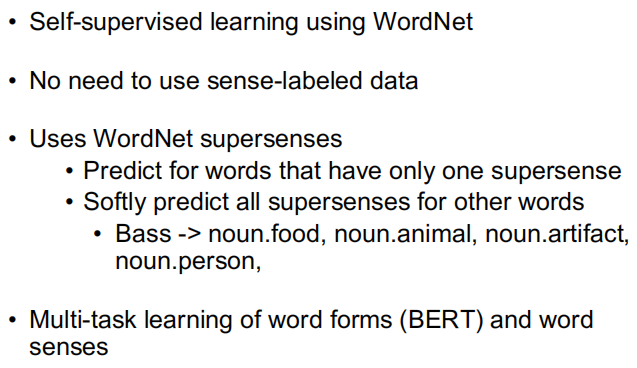 • Self-supervised learning using WordNet
• No need to use sense-labeled data
• Uses WordNet supersenses
• Predict for words that have only one supersense
• Softly predict all supersenses for other words
• Bass -> noun.food, noun.animal, noun.artifact,
noun.person,
• Multi-task learning of word forms (BERT) and word
senses